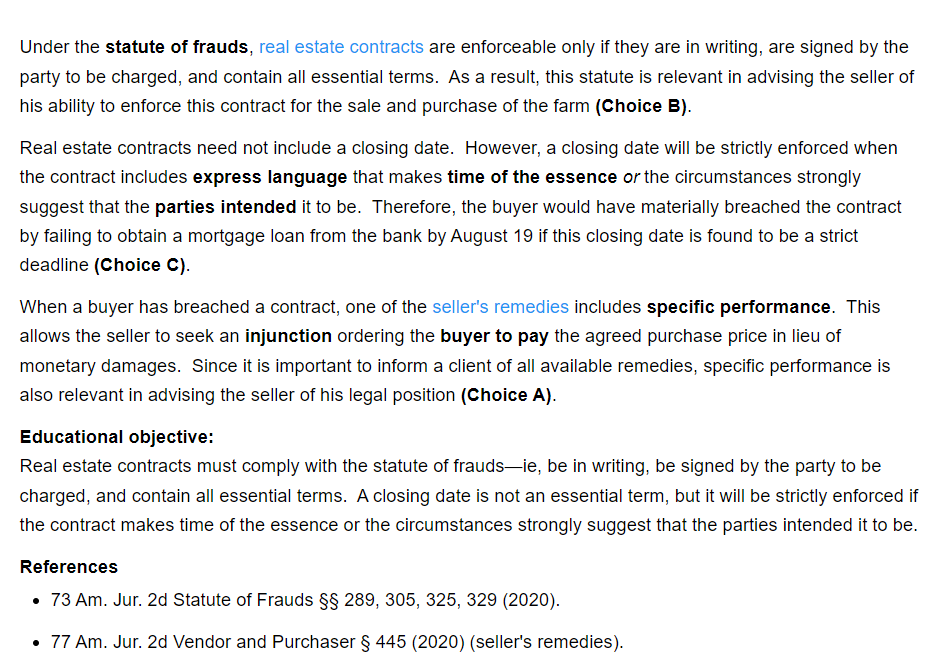 Under the statute of frauds, real estate contracts are enforceable only if they are in writing, are signed by the
party to be charged, and contain all essential terms.  As a result, this statute is relevant in advising the seller of
his ability to enforce this contract for the sale and purchase of the farm (Choice B).
Real estate contracts need not include a closing date.  However, a closing date will be strictly enforced when
the contract includes express language that makes time of the essence or the circumstances strongly
suggest that the parties intended it to be.  Therefore, the buyer would have materially breached the contract
by failing to obtain a mortgage loan from the bank by August 19 if this closing date is found to be a strict
deadline (Choice C).
When a buyer has breached a contract, one of the seller's remedies includes specific performance.  This
allows the seller to seek an injunction ordering the buyer to pay the agreed purchase price in lieu of
monetary damages.  Since it is important to inform a client of all available remedies, specific performance is
also relevant in advising the seller of his legal position (Choice A).
Educational objective:
Real estate contracts must comply with the statute of frauds—ie, be in writing, be signed by the party to be
charged, and contain all essential terms.  A closing date is not an essential term, but it will be strictly enforced if
the contract makes time of the essence or the circumstances strongly suggest that the parties intended it to be.
References
• 73 Am. Jur. 2d Statute of Frauds §§ 289, 305, 325, 329 (2020).
• 77 Am. Jur. 2d Vendor and Purchaser § 445 (2020) (seller's remedies).